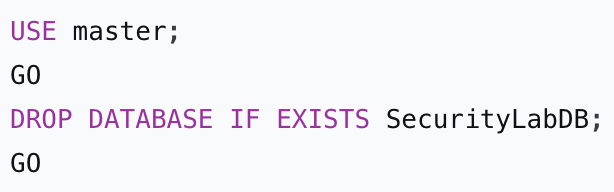 USE master;
GO
DROP DATABASE IF EXISTS SecurityLabDB;
GO